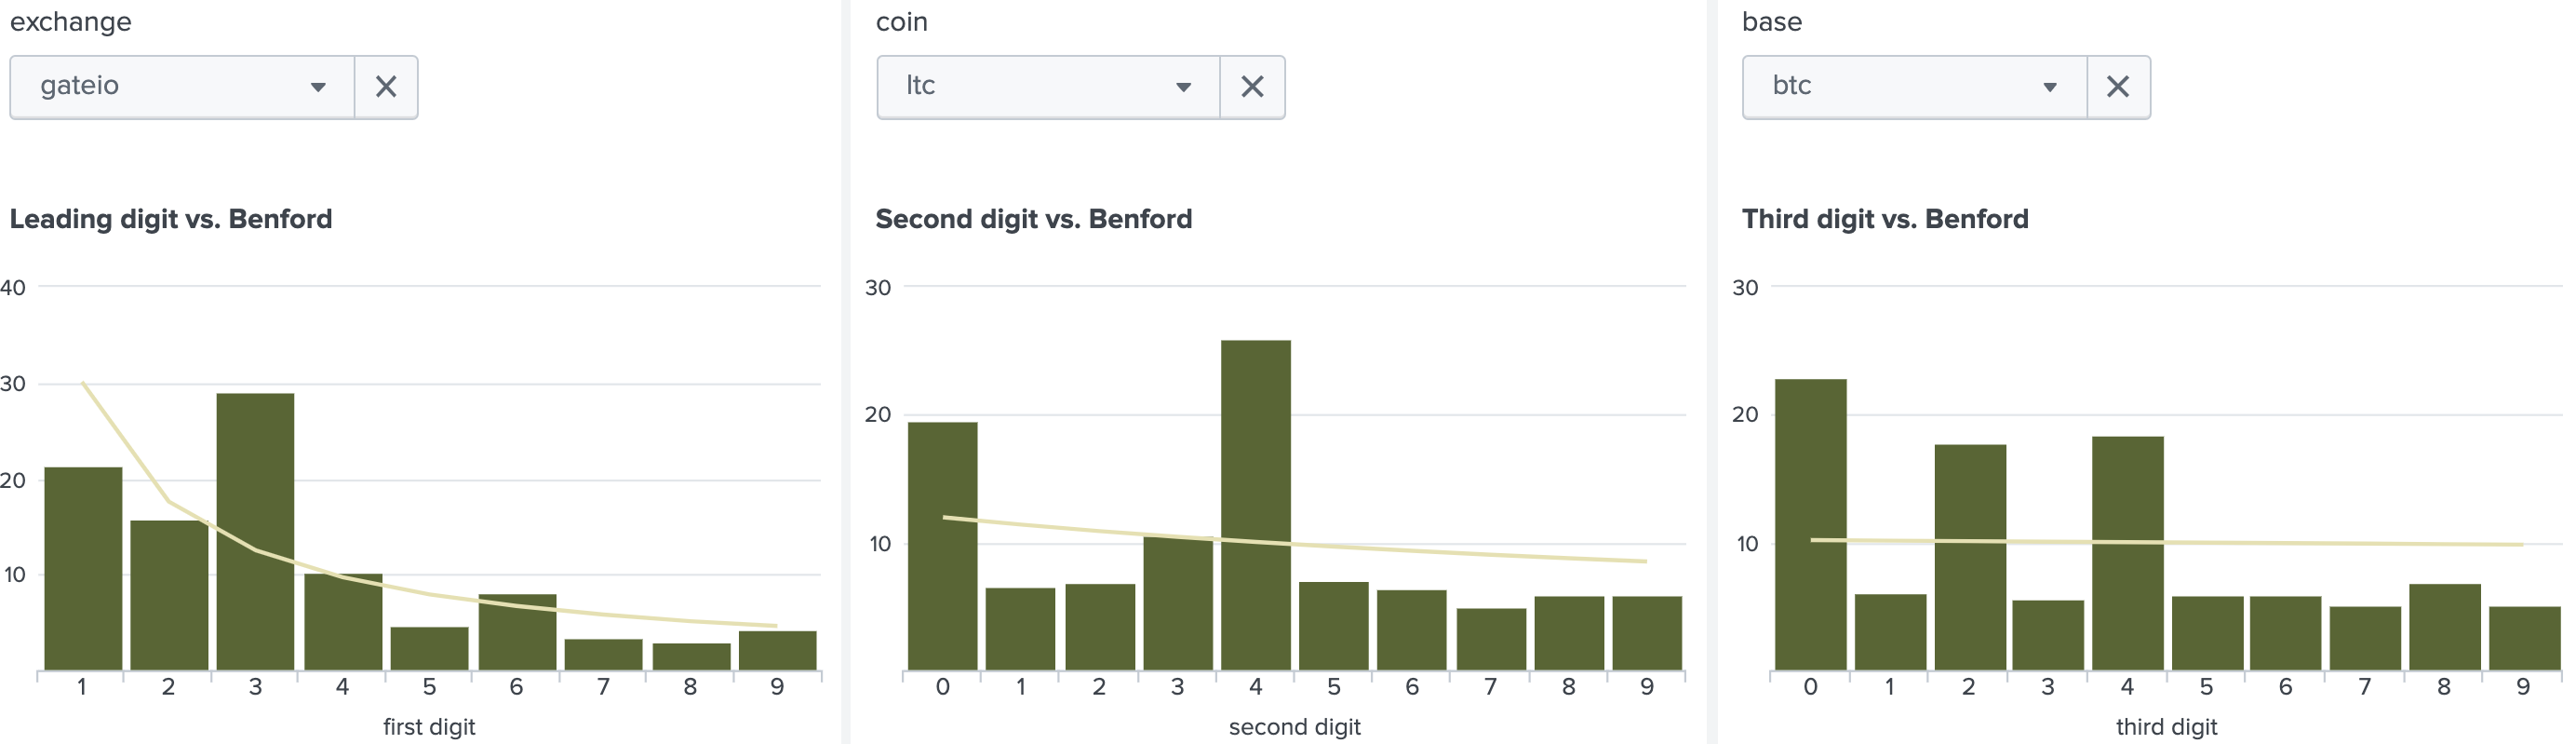 exchange
gateio
coin
ltc
base
btc
Leading digit vs. Benford
40
30
20
10
1 2 3 4 5 6 7 8 9
first digit
Second digit vs. Benford
30
20
10
0 1 2 3 4 5 6 7 8 9
second digit
Third digit vs. Benford
30
20
10
0 1 2 3 4 5 6 7 8 9
third digit